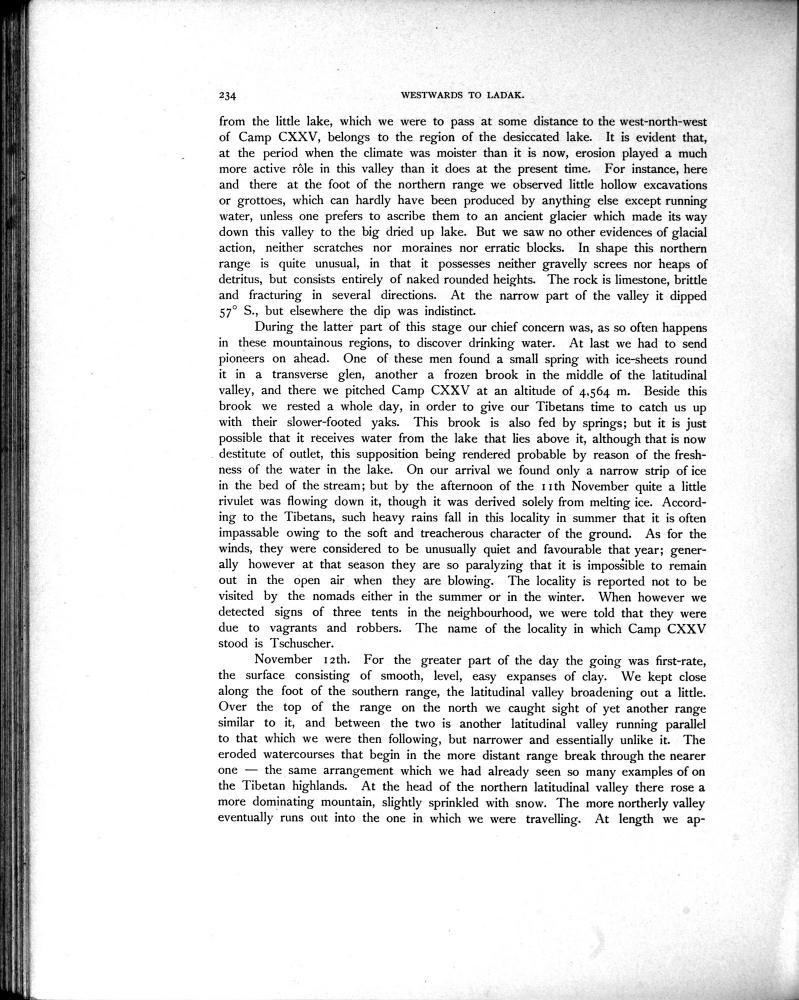 234 WESTWARDS TO LADAK.
from the little lake, which we were to pass at some distance to the west-north-west
of Camp CXXV, belongs to the region of the desiccated lake. It is evident that,
at the period when the climate was moister than it is now, erosion played a much
more active rôle in this valley than it does at the present time. For instance, here
and there at the foot of the northern range we observed little hollow excavations
or grottoes, which can hardly have been produced by anything else except running
water, unless one prefers to ascribe them to an ancient glacier which made its way
down this valley to the big dried up lake. But we saw no other evidences of glacial
action, neither scratches nor moraines nor erratic blocks. In shape this northern
range is quite unusual, in that it possesses neither gravelly screes nor heaps of
detritus, but consists entirely of naked rounded heights. The rock is limestone, brittle
and fracturing in several directions. At the narrow part of the valley it dipped
57° S., but elsewhere the dip was indistinct.
During the latter part of this stage our chief concern was, as so often happens
in these mountainous regions, to discover drinking water. At last we had to send
pioneers on ahead. One of these men found a small spring with ice-sheets round
it in a transverse glen, another a frozen brook in the middle of the latitudinal
valley, and there we pitched Camp CXXV at an altitude of 4,564 m. Beside this
brook we rested a whole day, in order to give our Tibetans time to catch us up
with their slower-footed yaks. This brook is also fed by springs; but it is just
possible that it receives water from the lake that lies above it, although that is now
destitute of outlet, this supposition being rendered probable by reason of the fresh-
ness of the water in the lake. On our arrival we found only a narrow strip of ice
in the bed of the stream; but by the afternoon of the 11th November quite a little
rivulet was flowing down it, though it was derived solely from melting ice. Accord-
ing to the Tibetans, such heavy rains fall in this locality in summer that it is often
impassable owing to the soft and treacherous character of the ground. As for the
winds, they were considered to be unusually quiet and favourable that year; gener-
ally however at that season they are so paralyzing that it is impossible to remain
out in the open air when they are blowing. The locality is reported not to be
visited by the nomads either in the summer or in the winter. When however we
detected signs of three tents in the neighbourhood, we were told that they were
due to vagrants and robbers. The name of the locality in which Camp CXXV
stood is Tschuscher.
November 12th. For the greater part of the day the going was first-rate,
the surface consisting of smooth, level, easy expanses of clay. We kept close
along the foot of the southern range, the latitudinal valley broadening out a little.
Over the top of the range on the north we caught sight of yet another range
similar to it, and between the two is another latitudinal valley running parallel
to that which we were then following, but narrower and essentially unlike it. The
eroded watercourses that begin in the more distant range break through the nearer
one — the same arrangement which we had already seen so many examples of on
the Tibetan highlands. At the head of the northern latitudinal valley there rose a
more dominating mountain, slightly sprinkled with snow. The more northerly valley
eventually runs out into the one in which we were travelling. At length we ap-